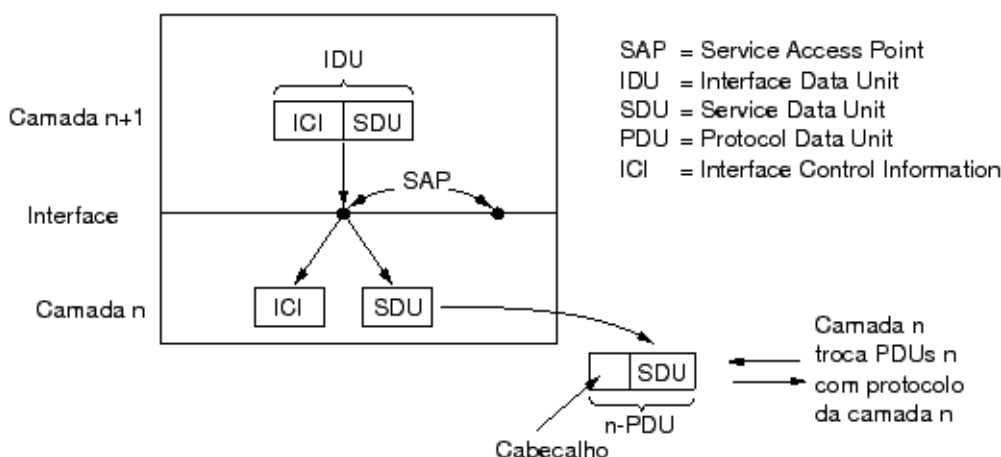 IDU
ICI SDU
Camada n+1
SAP
Interface
Camada n
ICI SDU
SAP = Service Access Point
IDU = Interface Data Unit
SDU = Service Data Unit
PDU = Protocol Data Unit
ICI = Interface Control Information
SDU
n-PDU
Cabecalho
Camada n
troca PDUs n
com protocolo
da camada n